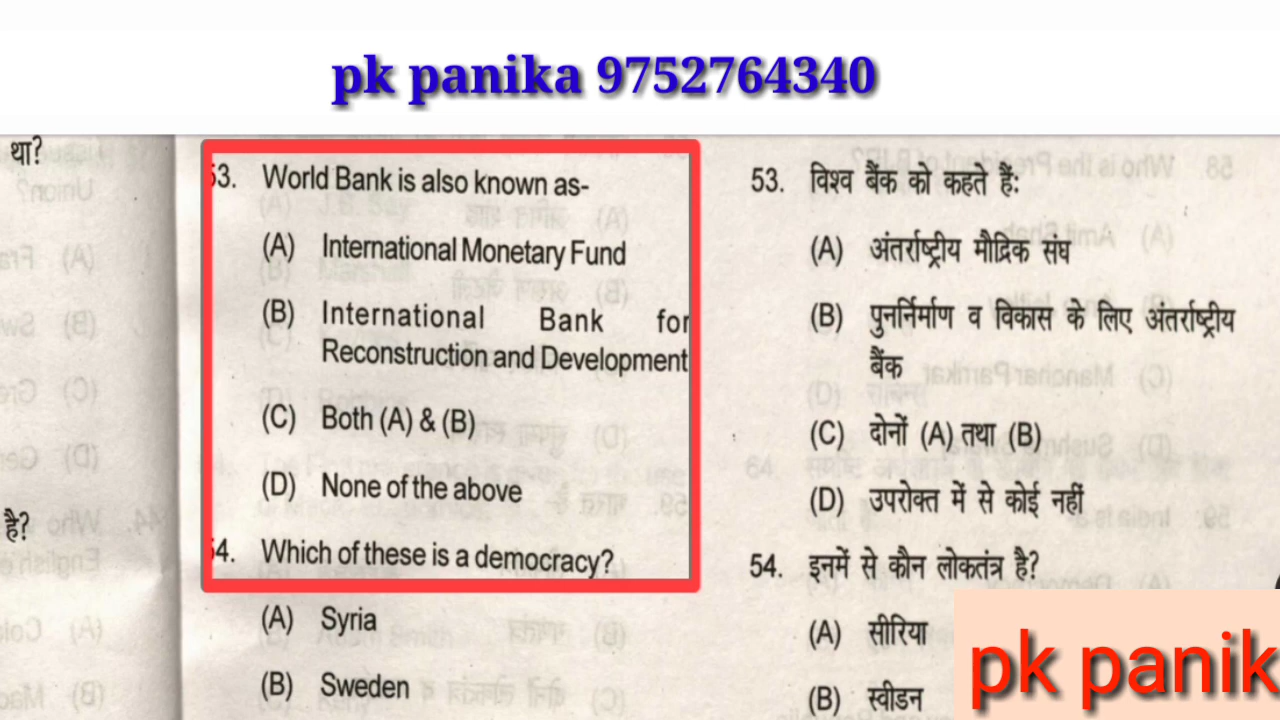 pk panika 9752764340
था?
है?
53. World Bank is also known as-
(A) International Monetary Fund
(B) International Bank for
Reconstruction and Development
(C) Both (A) & (B)
(D) None of the above
54. Which of these is a democracy?
(A) Syria
(B) Sweden
53. विश्व बैंक को कहते हैं:
(A) अंतर्राष्ट्रीय मौद्रिक संघ
(B) पुनर्निर्माण व विकास के लिए अंतर्राष्ट्रीय
बैंक
(C) दोनों (A) तथा (B)
(D) उपरोक्त में से कोई नहीं
54. इनमें से कौन लोकतंत्र है?
(A) सीरिया
(B) स्वीडन
pk panik